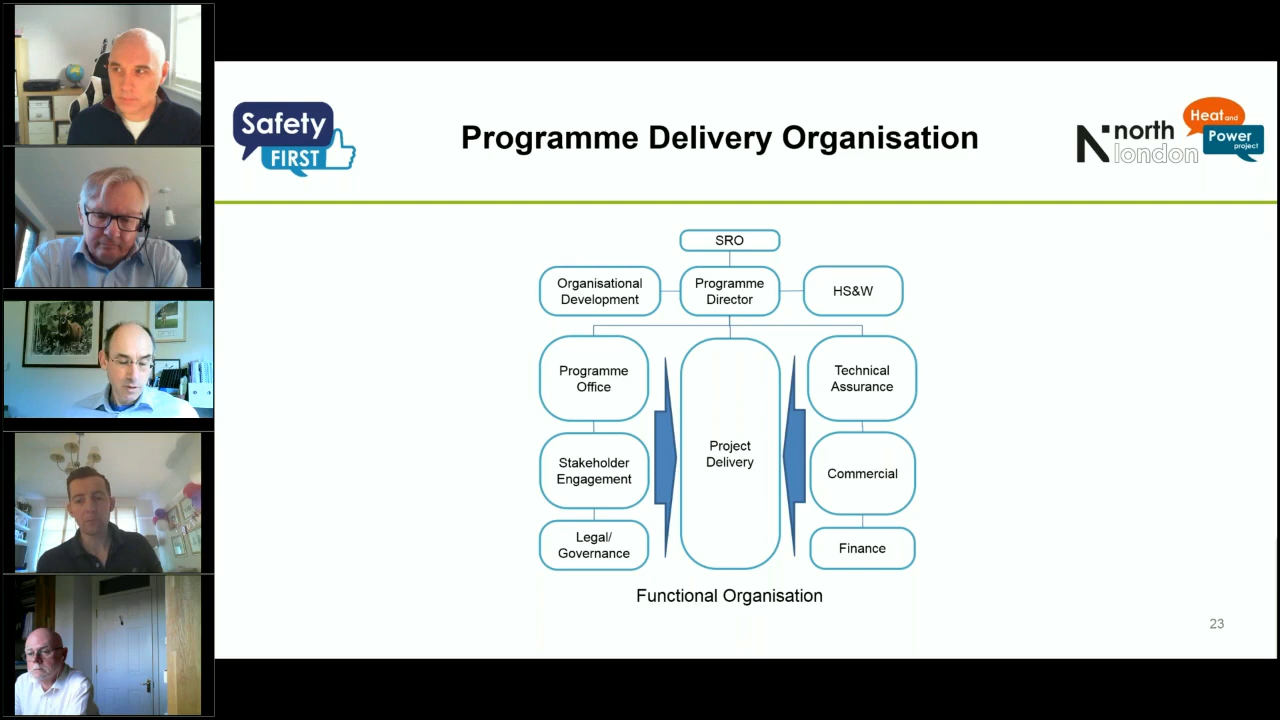 Safety
FIRST
Programme Delivery Organisation
north
london
Heat and
Power
project
SRO
Organisational
Development
Programme
Director
HS&W
Programme
Office
Technical
Assurance
Project
Delivery
Stakeholder
Engagement
Commercial
Legal/
Governance
Finance
Functional Organisation
23